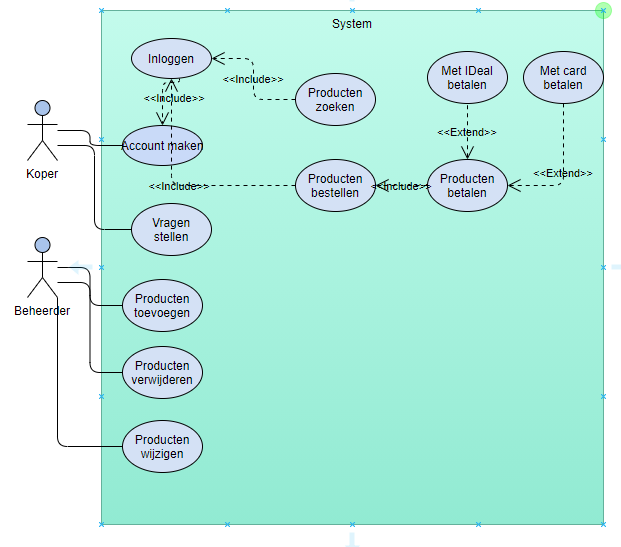 System
Inloggen
<<Include>>
Met IDeal
betalen
Met card
betalen
Producten
zoeken
<<Include>>
Koper
Account maken
<<Extend>>
<<Extend>>
<<Include>>
Producten
bestellen
<<Include>>
Producten
betalen
Vragen
stellen
Beheerder
Producten
toevoegen
Producten
verwijderen
Producten
wijzigen